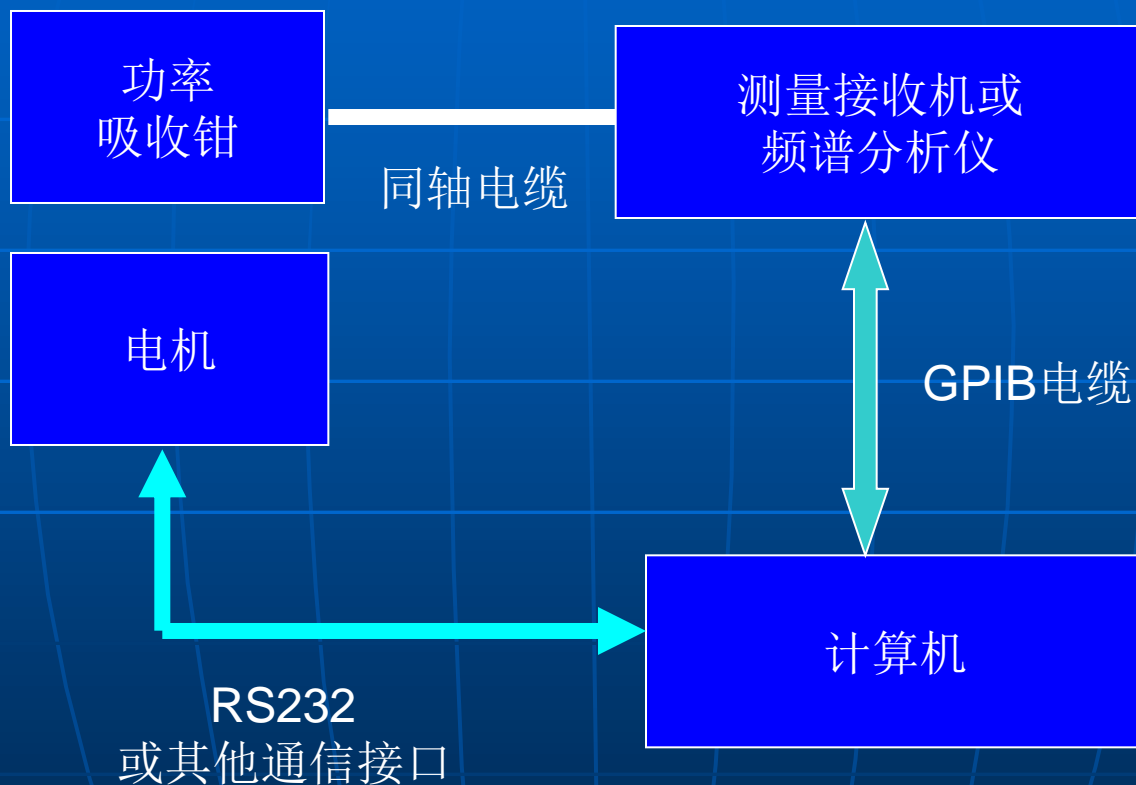 功率
吸收钳
测量接收机或
频谱分析仪
同轴电缆
电机
GPIB电缆
计算机
RS232
或其他通信接口